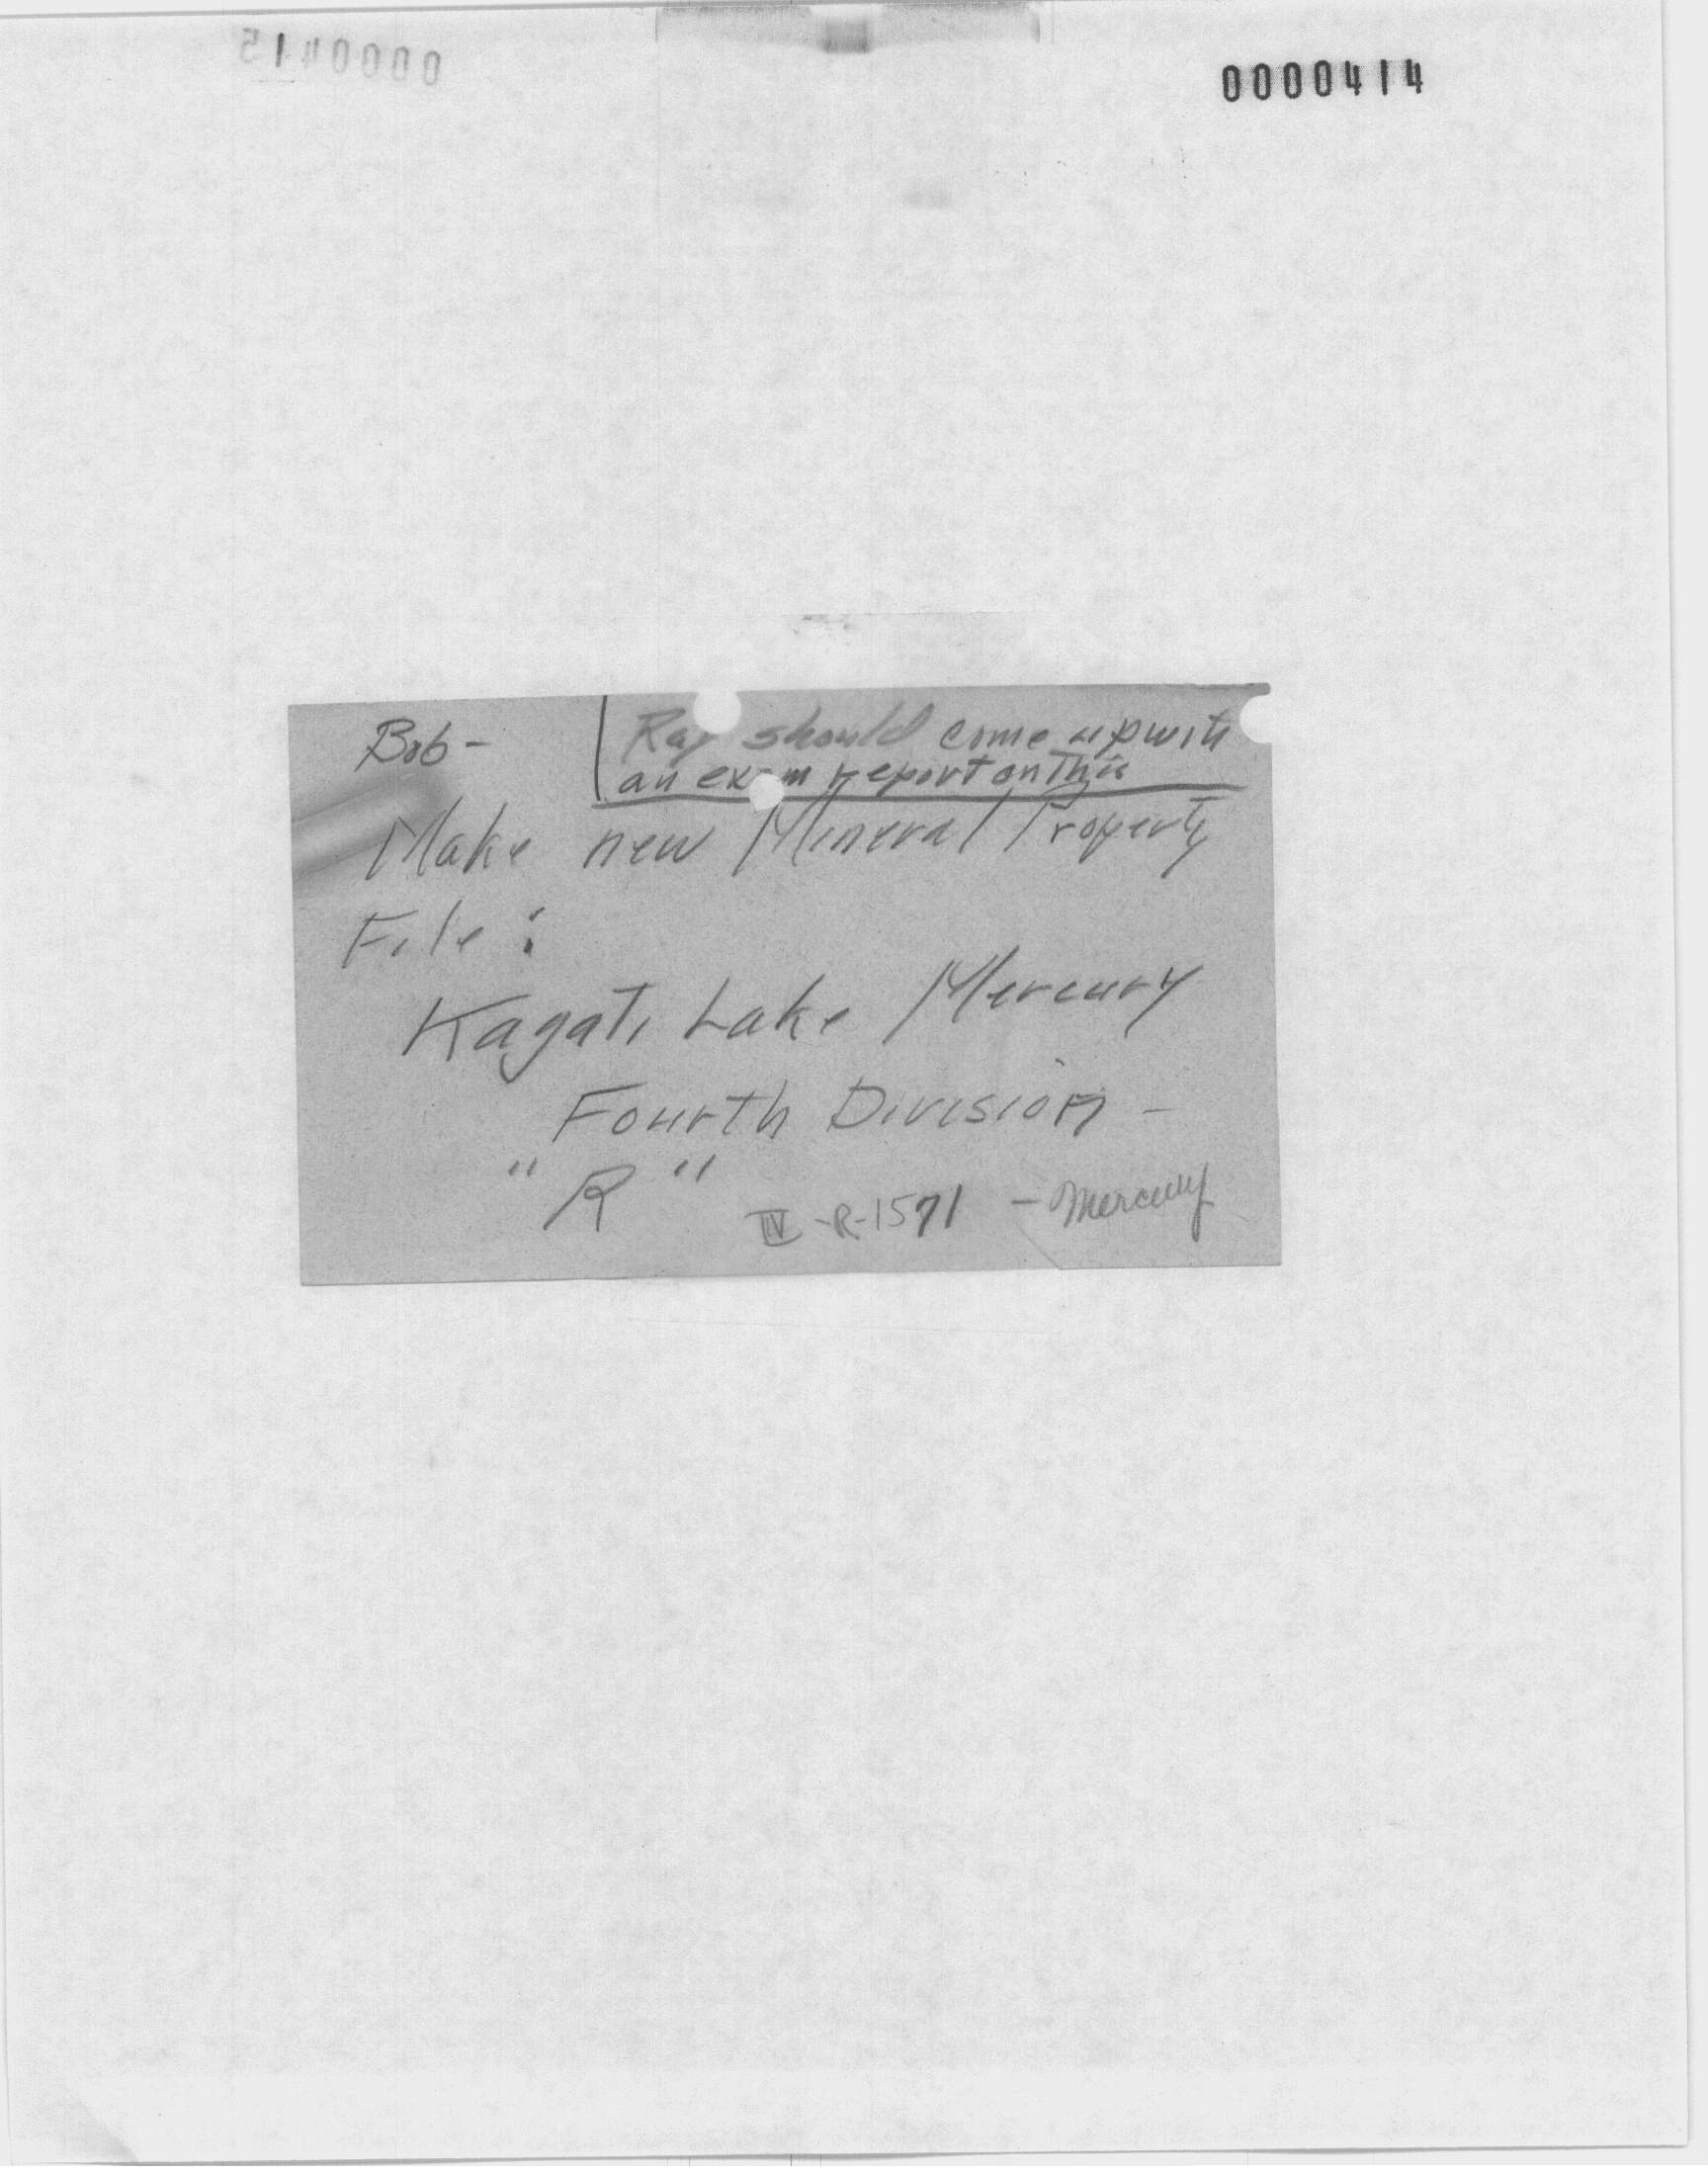 0000415
0000414
Bob-
Ray should come up with
an exam report on this
Make new Mineral Property
File:
Kagati Lake Mercury
Fourth Division -
"R"
IV-R-1571 - Mercury